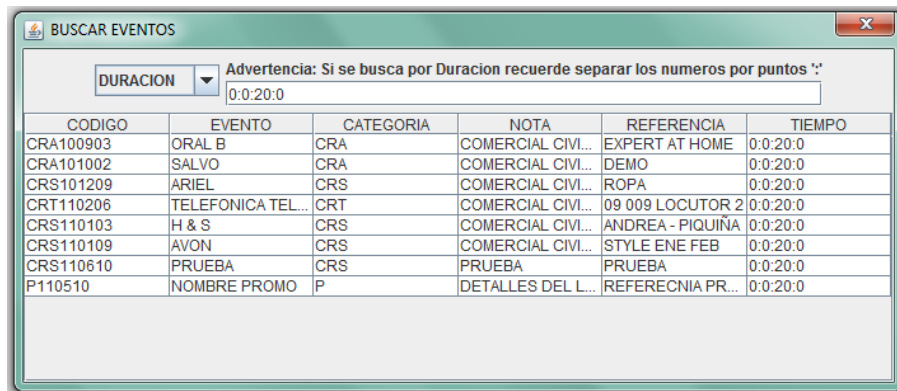 BUSCAR EVENTOS
DURACION
Advertencia: Si se busca por Duracion recuerde separar los numeros por puntos ':'
0:0:20:0
CODIGO EVENTO CATEGORIA NOTA REFERENCIA TIEMPO
CRA100903 ORAL B CRA COMERCIAL CIVI... EXPERT AT HOME 0:0:20:0
CRA101002 SALVO CRA COMERCIAL CIVI... DEMO 0:0:20:0
CRS101209 ARIEL CRS COMERCIAL CIVI... ROPA 0:0:20:0
CRT110206 TELEFONICA TEL... CRT COMERCIAL CIVI... 09 009 LOCUTOR 2 0:0:20:0
CRS110103 H & S CRS COMERCIAL CIVI... ANDREA - PIQUIÑA 0:0:20:0
CRS110109 AVON CRS COMERCIAL CIVI... STYLE ENE FEB 0:0:20:0
CRS110610 PRUEBA CRS PRUEBA PRUEBA 0:0:20:0
P110510 NOMBRE PROMO P DETALLES DEL L... REFERECNIA PR... 0:0:20:0